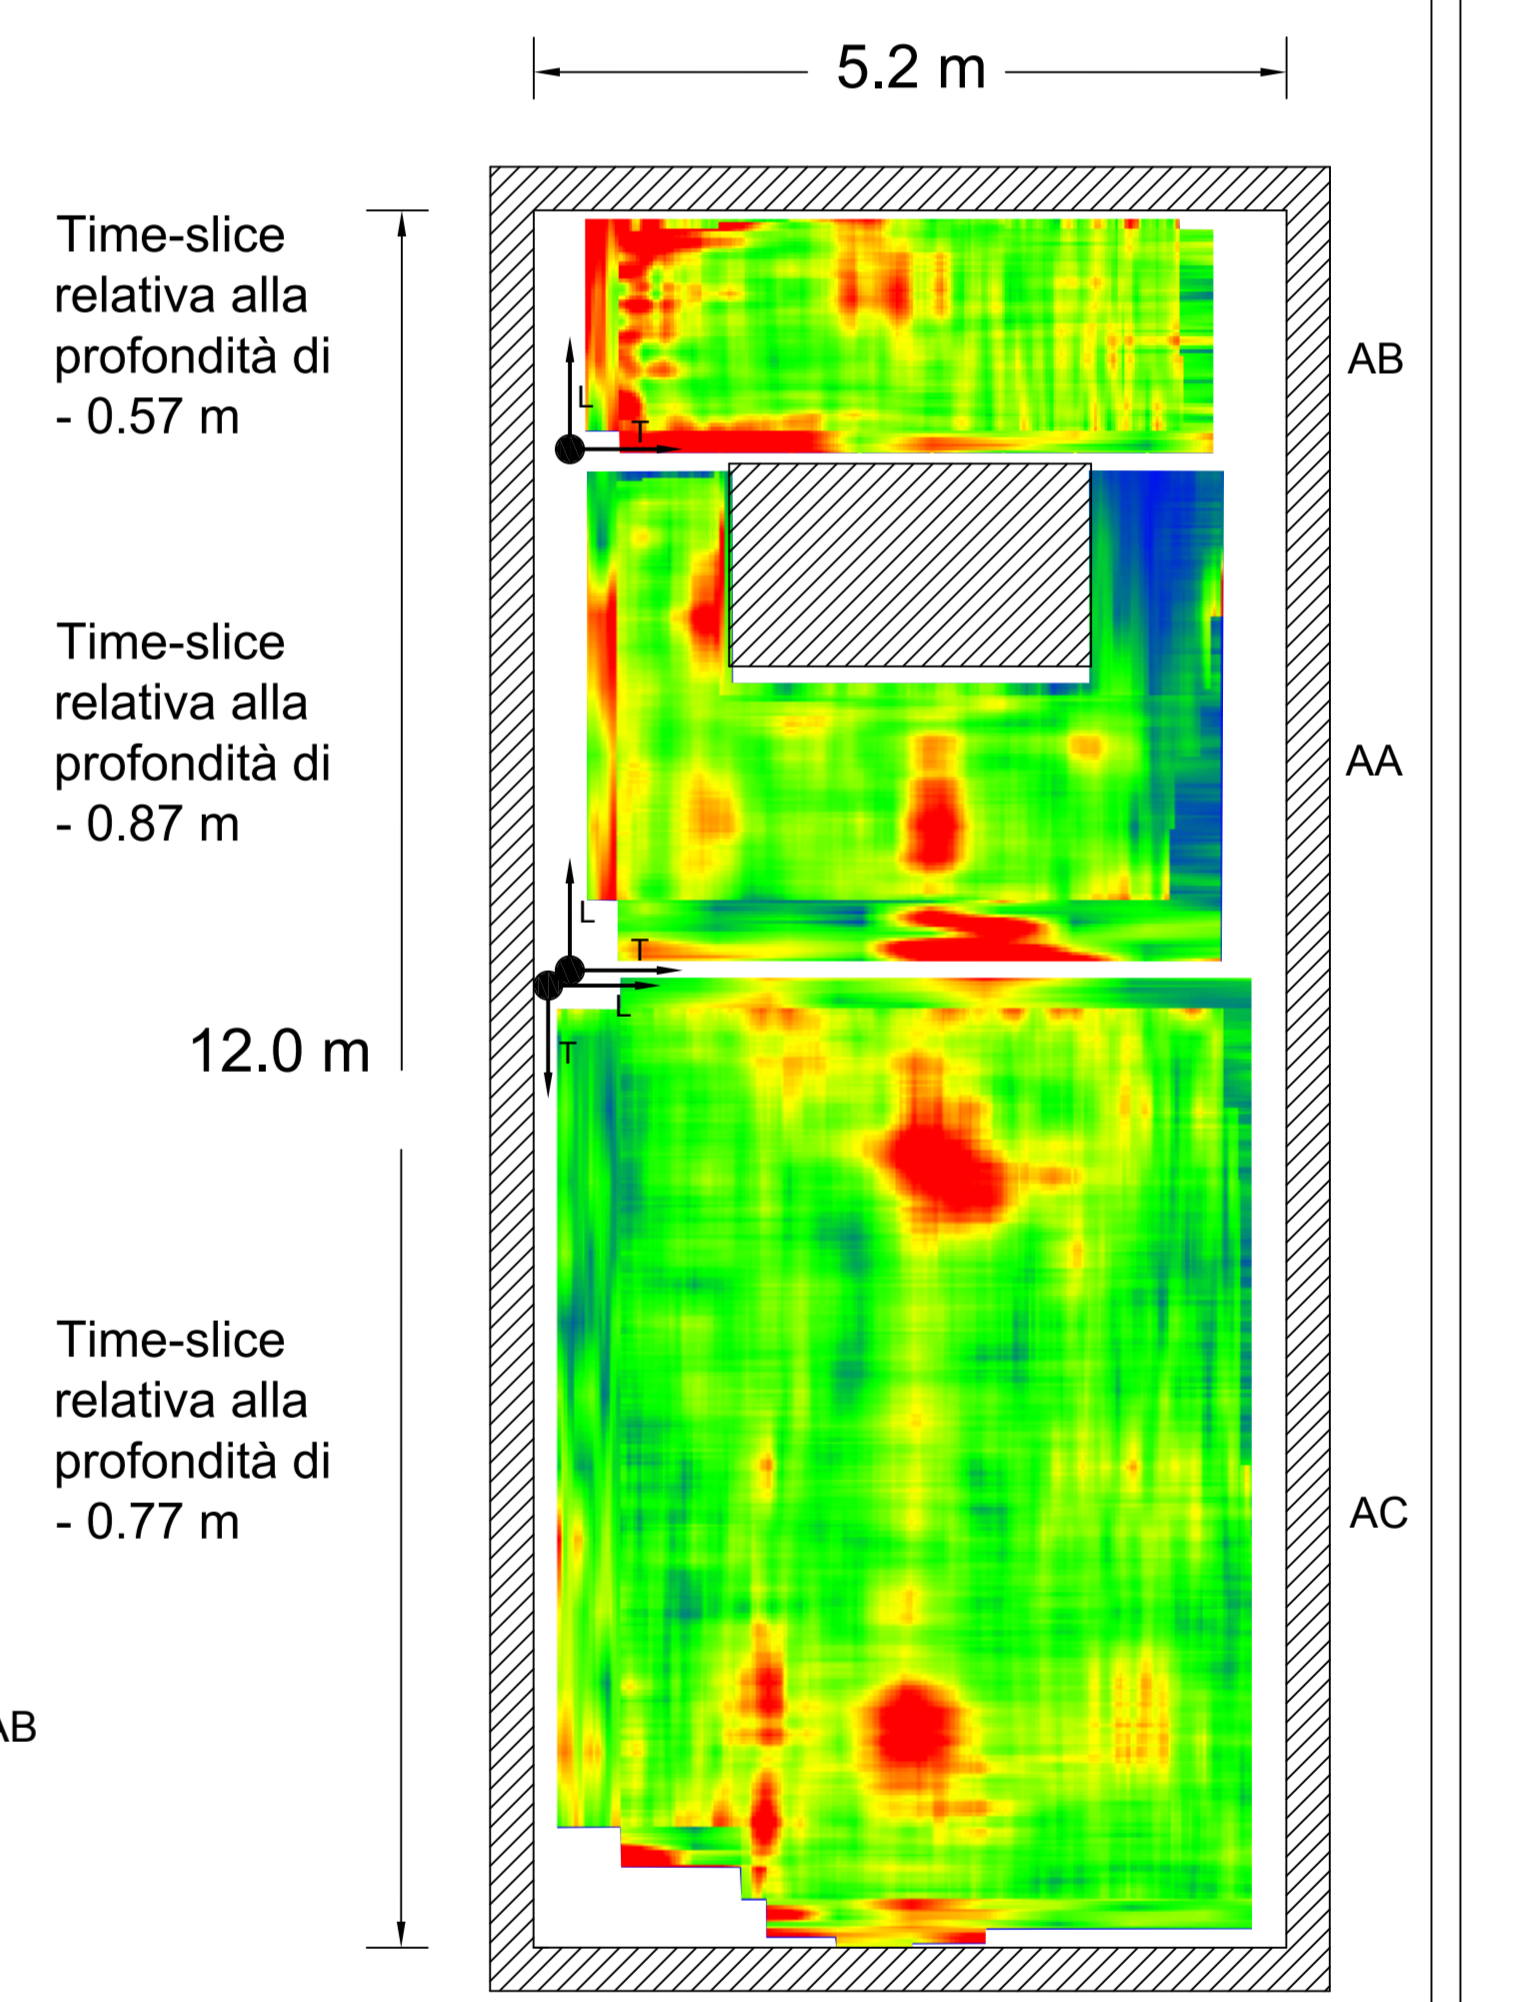 5.2 m
Time-slice
relativa alla
profondità di
- 0.57 m
AB
L
T
Time-slice
relativa alla
profondità di
- 0.87 m
AA
L
T
L
T
12.0 m
Time-slice
relativa alla
profondità di
- 0.77 m
AC
AB